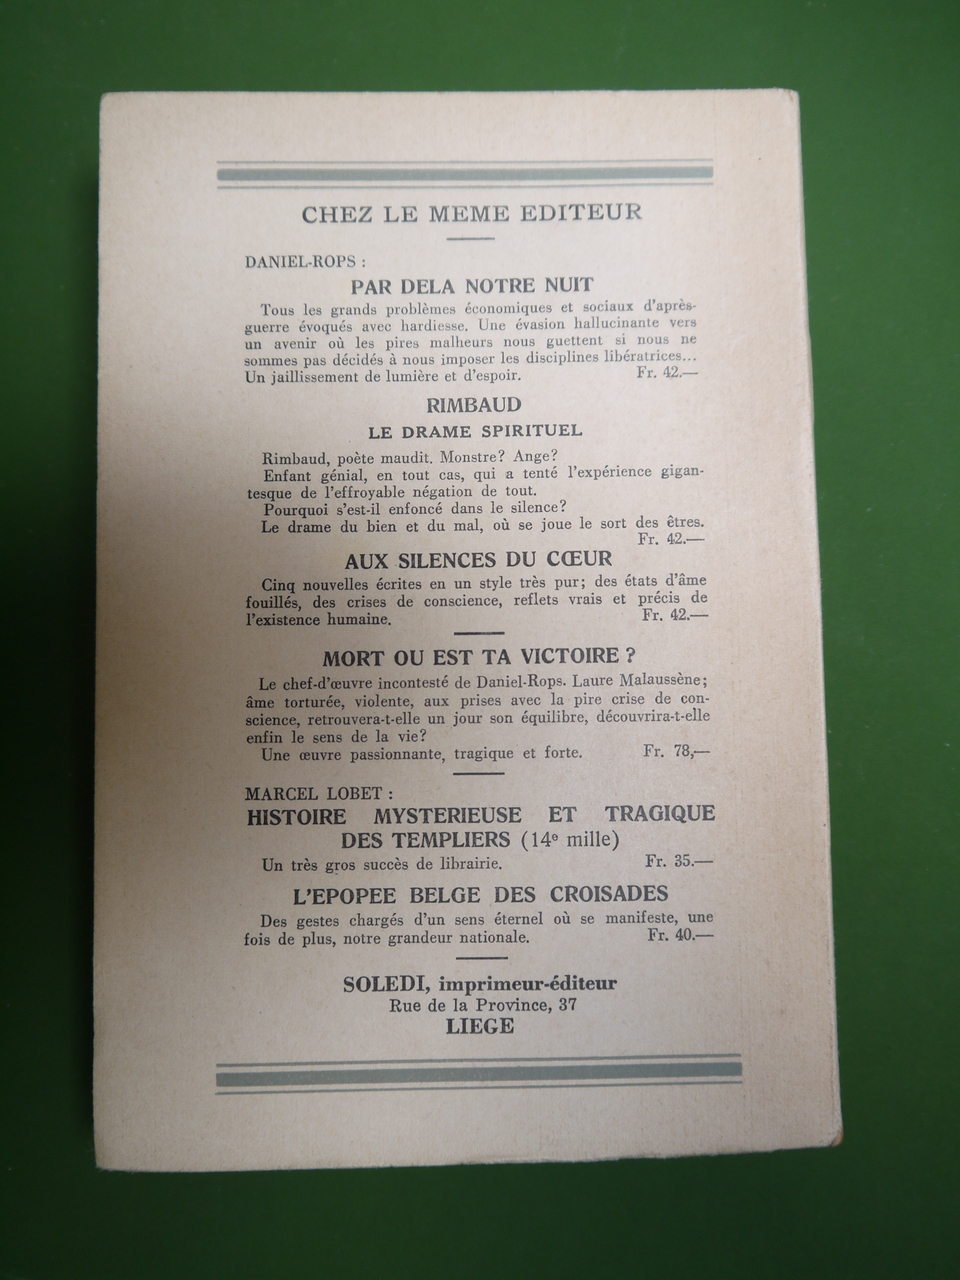 CHEZ LE MEME EDITEUR
DANIEL-ROPS :
PAR DELA NOTRE NUIT
Tous les grands problèmes économiques et sociaux d'après-
guerre évoqués avec hardiesse. Une évasion hallucinante vers
un avenir où les pires malheurs nous guettent si nous ne
sommes pas décidés à nous imposer les disciplines libératrices...
Un jaillissement de lumière et d'espoir. Fr. 42.—
RIMBAUD
LE DRAME SPIRITUEL
Rimbaud, poète maudit. Monstre? Ange?
Enfant génial, en tout cas, qui a tenté l'expérience gigan-
tesque de l'effroyable négation de tout.
Pourquoi s'est-il enfoncé dans le silence?
Le drame du bien et du mal, où se joue le sort des êtres.
Fr. 42.—
AUX SILENCES DU CŒUR
Cinq nouvelles écrites en un style très pur; des états d'âme
fouillés, des crises de conscience, reflets vrais et précis de
l'existence humaine. Fr. 42.—
MORT OU EST TA VICTOIRE ?
Le chef-d'œuvre incontesté de Daniel-Rops. Laure Malaussène;
âme torturée, violente, aux prises avec la pire crise de con-
science, retrouvera-t-elle un jour son équilibre, découvrira-t-elle
enfin le sens de la vie?
Une œuvre passionnante, tragique et forte. Fr. 78,—
MARCEL LOBET :
HISTOIRE MYSTERIEUSE ET TRAGIQUE
DES TEMPLIERS (14e mille)
Un très gros succès de librairie. Fr. 35.—
L'EPOPEE BELGE DES CROISADES
Des gestes chargés d'un sens éternel où se manifeste, une
fois de plus, notre grandeur nationale. Fr. 40.—
SOLEDI, imprimeur-éditeur
Rue de la Province, 37
LIEGE